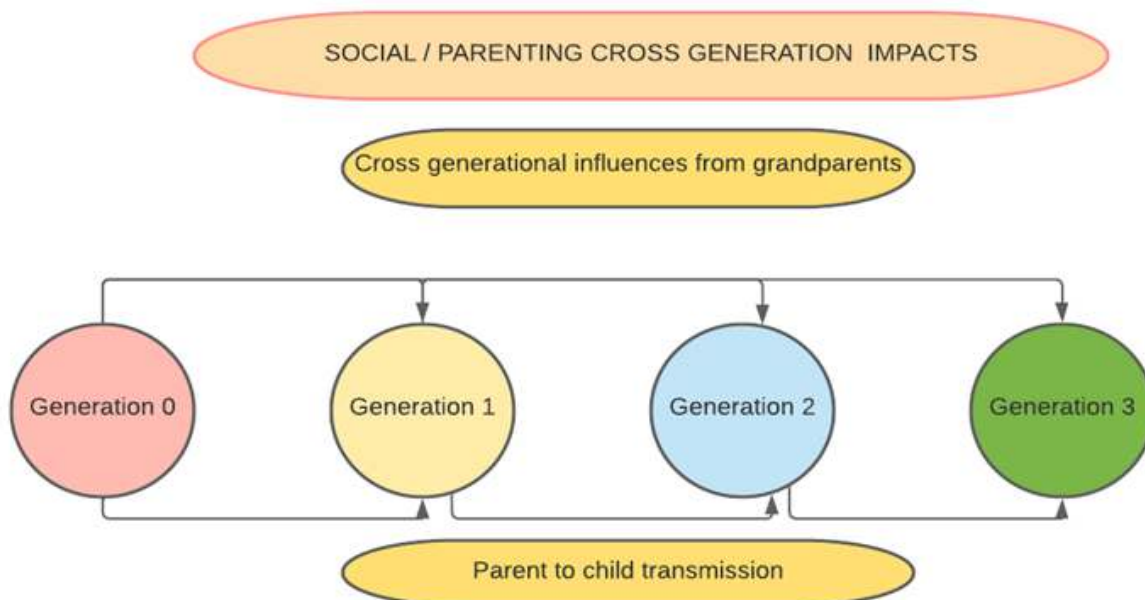 SOCIAL / PARENTING CROSS GENERATION IMPACTS
Cross generational influences from grandparents
Generation 0
Generation 1
Generation 2
Generation 3
Parent to child transmission